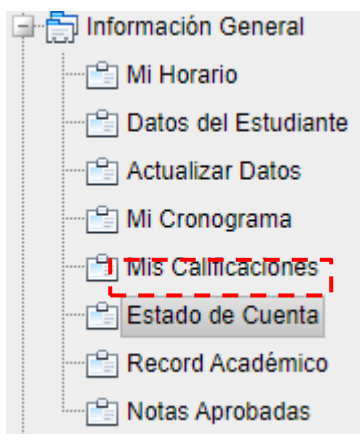 Información General
Mi Horario
Datos del Estudiante
Actualizar Datos
Mi Cronograma
Mis Calificaciones
Estado de Cuenta
Record Académico
Notas Aprobadas